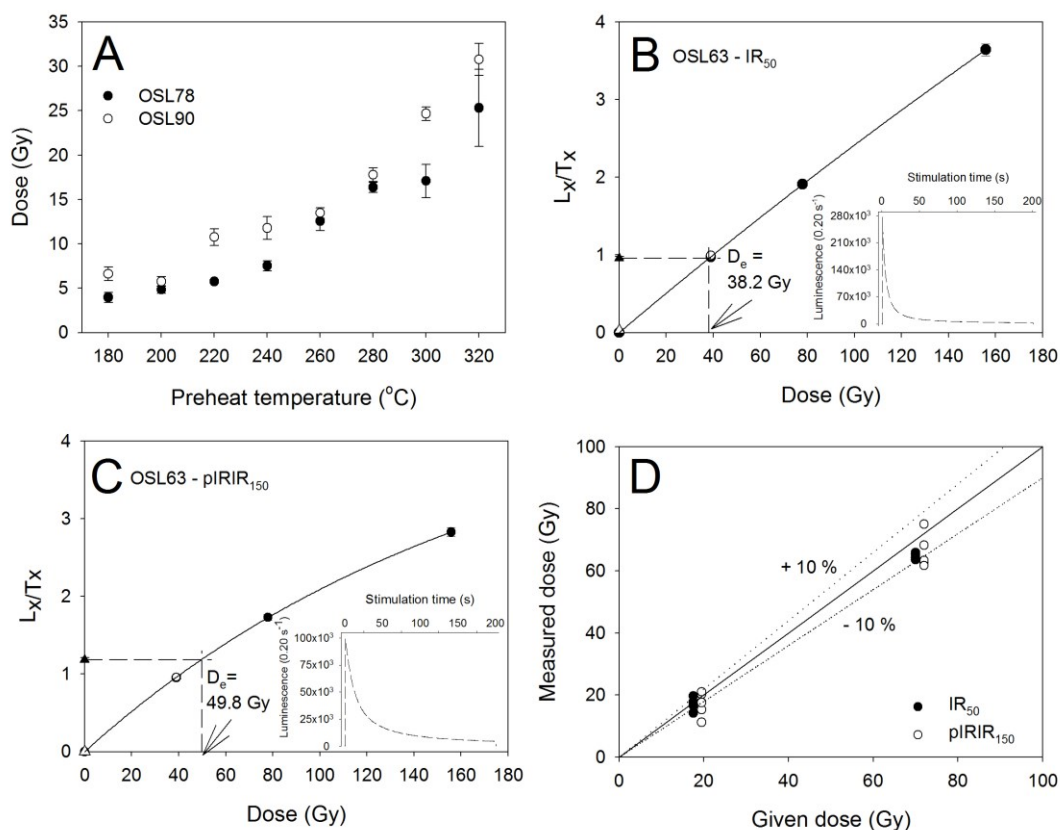 A
OSL78
OSL90
Dose (Gy)
35
30
25
20
15
10
5
0
180 200 220 240 260 280 300 320
Preheat temperature (°C)
B
OSL63 - IR₅₀
Lx/Tx
4
3
2
1
0
Dₑ =
38.2 Gy
Stimulation time (s)
0 50 100 150 200
Luminescence (0.20 s⁻¹)
280x10³
210x10³
140x10³
70x10³
0
0 20 40 60 80 100 120 140 160 180
Dose (Gy)
C
OSL63 - pIRIR₁₅₀
Lx/Tx
4
3
2
1
0
Dₑ=
49.8 Gy
Stimulation time (s)
0 25 50 75 100 125 150 175 200
Luminescence (0.20 s⁻¹)
100x10³
75x10³
50x10³
25x10³
0
0 20 40 60 80 100 120 140 160 180
Dose (Gy)
D
Measured dose (Gy)
100
80
60
40
20
0
+ 10 %
- 10 %
IR₅₀
pIRIR₁₅₀
0 20 40 60 80 100
Given dose (Gy)